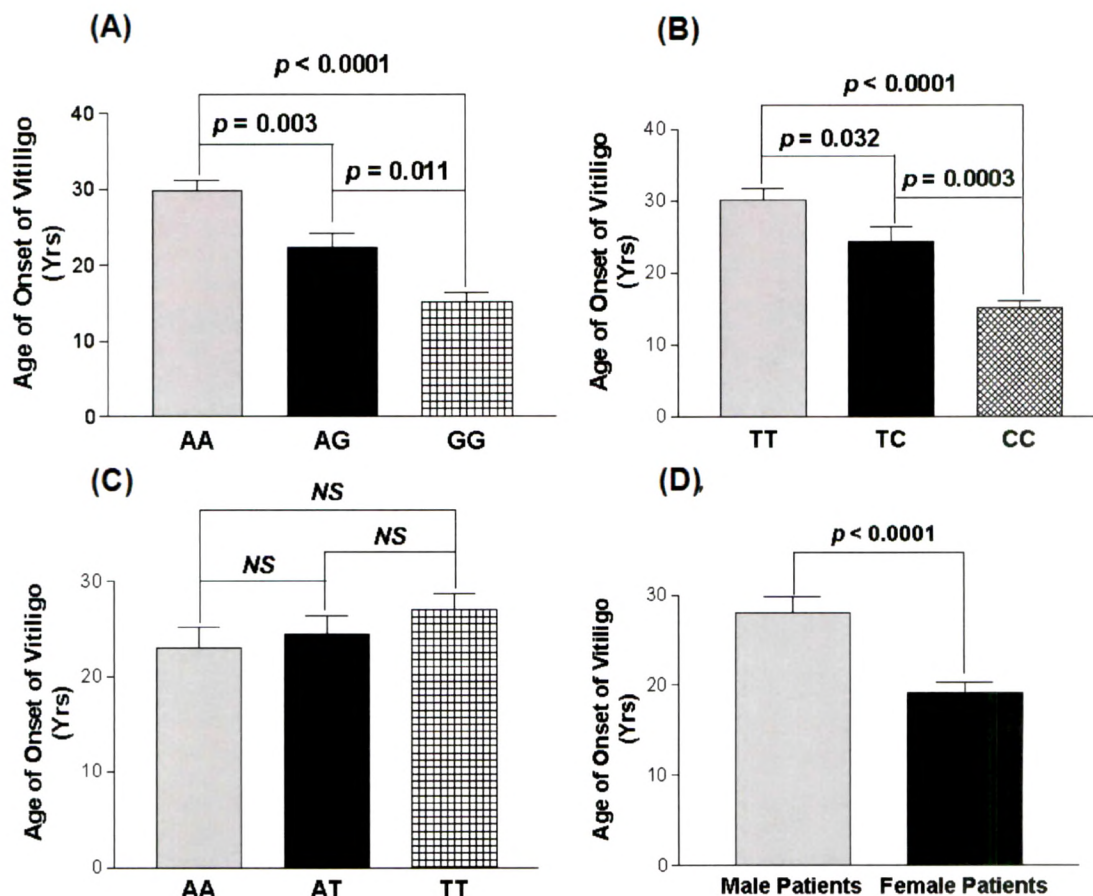 (A)
p < 0.0001
p = 0.003
p = 0.011
Age of Onset of Vitiligo
(Yrs)
40
30
20
10
0
AA AG GG
(B)
p < 0.0001
p = 0.032
p = 0.0003
Age of Onset of Vitiligo
(Yrs)
40
30
20
10
0
TT TC CC
(C)
NS
NS
NS
Age of Onset of Vitiligo
(Yrs)
30
20
10
0
AA AT TT
(D),
p < 0.0001
Age of Onset of Vitiligo
(Yrs)
30
20
10
0
Male Patients Female Patients